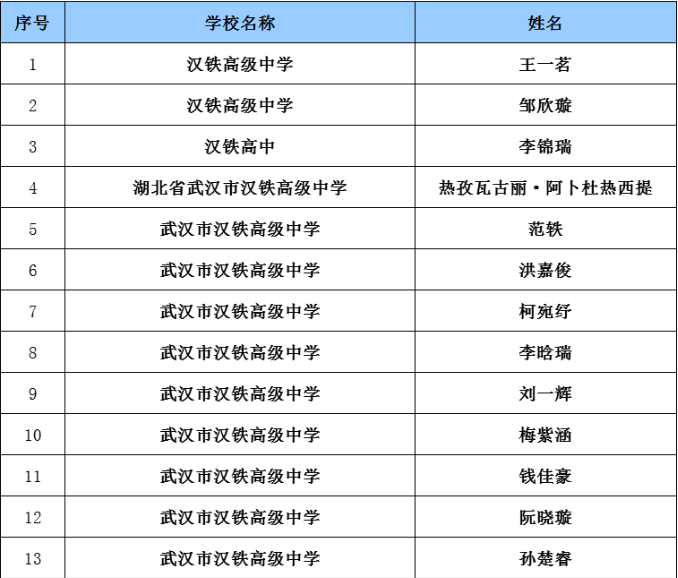 序号 学校名称 姓名
1 汉铁高级中学 王一茗
2 汉铁高级中学 邹欣璇
3 汉铁高中 李锦瑞
4 湖北省武汉市汉铁高级中学 热孜瓦古丽·阿卜杜热西提
5 武汉市汉铁高级中学 范轶
6 武汉市汉铁高级中学 洪嘉俊
7 武汉市汉铁高级中学 柯宛纾
8 武汉市汉铁高级中学 李晗瑞
9 武汉市汉铁高级中学 刘一辉
10 武汉市汉铁高级中学 梅紫涵
11 武汉市汉铁高级中学 钱佳豪
12 武汉市汉铁高级中学 阮晓璇
13 武汉市汉铁高级中学 孙楚睿